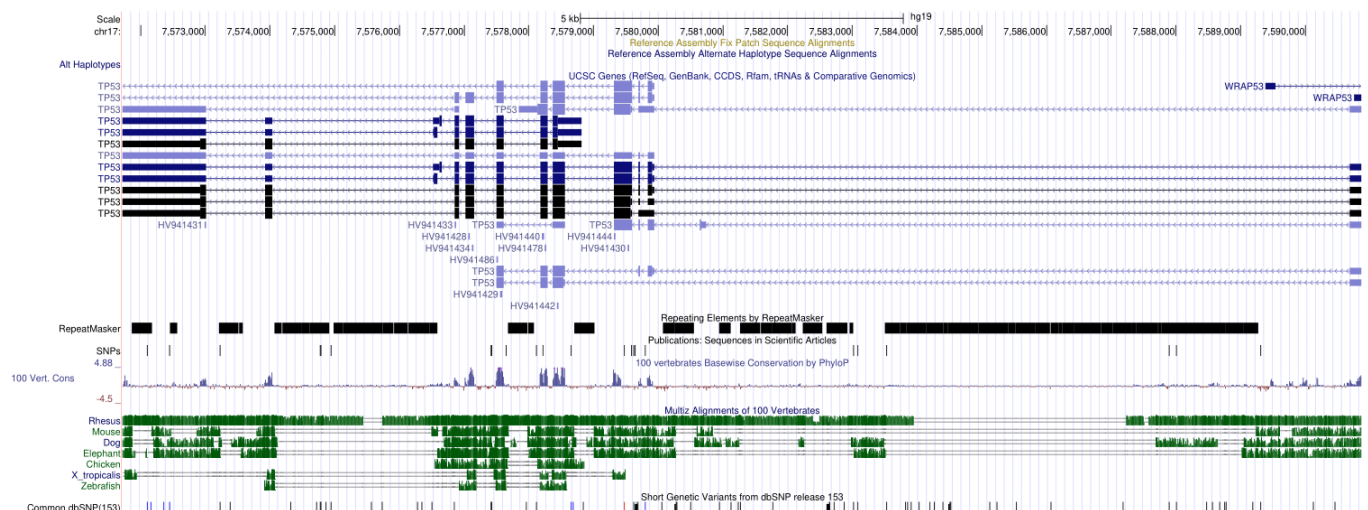 Scale 5 kb hg19
chr17: 7,573,000 7,574,000 7,575,000 7,576,000 7,577,000 7,578,000 7,579,000 7,580,000 7,581,000 7,582,000 7,583,000 7,584,000 7,585,000 7,586,000 7,587,000 7,588,000 7,589,000 7,590,000
Reference Assembly Fix Patch Sequence Alignments
Reference Assembly Alternate Haplotype Sequence Alignments
Alt Haplotypes
UCSC Genes (RefSeq, GenBank, CCDS, Rfam, tRNAs & Comparative Genomics)
TP53 WRAP53
TP53 WRAP53
TP53 TP53
TP53
TP53
TP53
TP53
TP53
TP53
TP53
TP53
TP53
HV941431 HV941433 TP53 TP53
HV941428 HV941440 HV941444
HV941434 HV941478 HV941430
HV941486
TP53
TP53
HV941429
HV941442
Repeating Elements by RepeatMasker
RepeatMasker
Publications: Sequences in Scientific Articles
SNPs
4.88 100 vertebrates Basewise Conservation by PhyloP
100 Vert. Cons
-4.5
Multiz Alignments of 100 Vertebrates
Rhesus
Mouse
Dog
Elephant
Chicken
X_tropicalis
Zebrafish
Short Genetic Variants from dbSNP release 153
Common dbSNP(153)